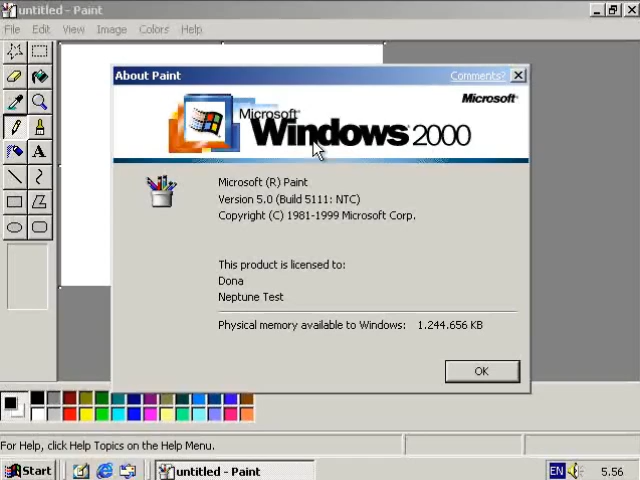 untitled - Paint
File Edit View Image Colors Help
About Paint
Comments?
Microsoft
Microsoft
Windows 2000
Microsoft (R) Paint
Version 5.0 (Build 5111: NTC)
Copyright (C) 1981-1999 Microsoft Corp.
This product is licensed to:
Dona
Neptune Test
Physical memory available to Windows: 1.244.656 KB
OK
A
For Help, click Help Topics on the Help Menu.
Start
untitled - Paint
EN
5.56